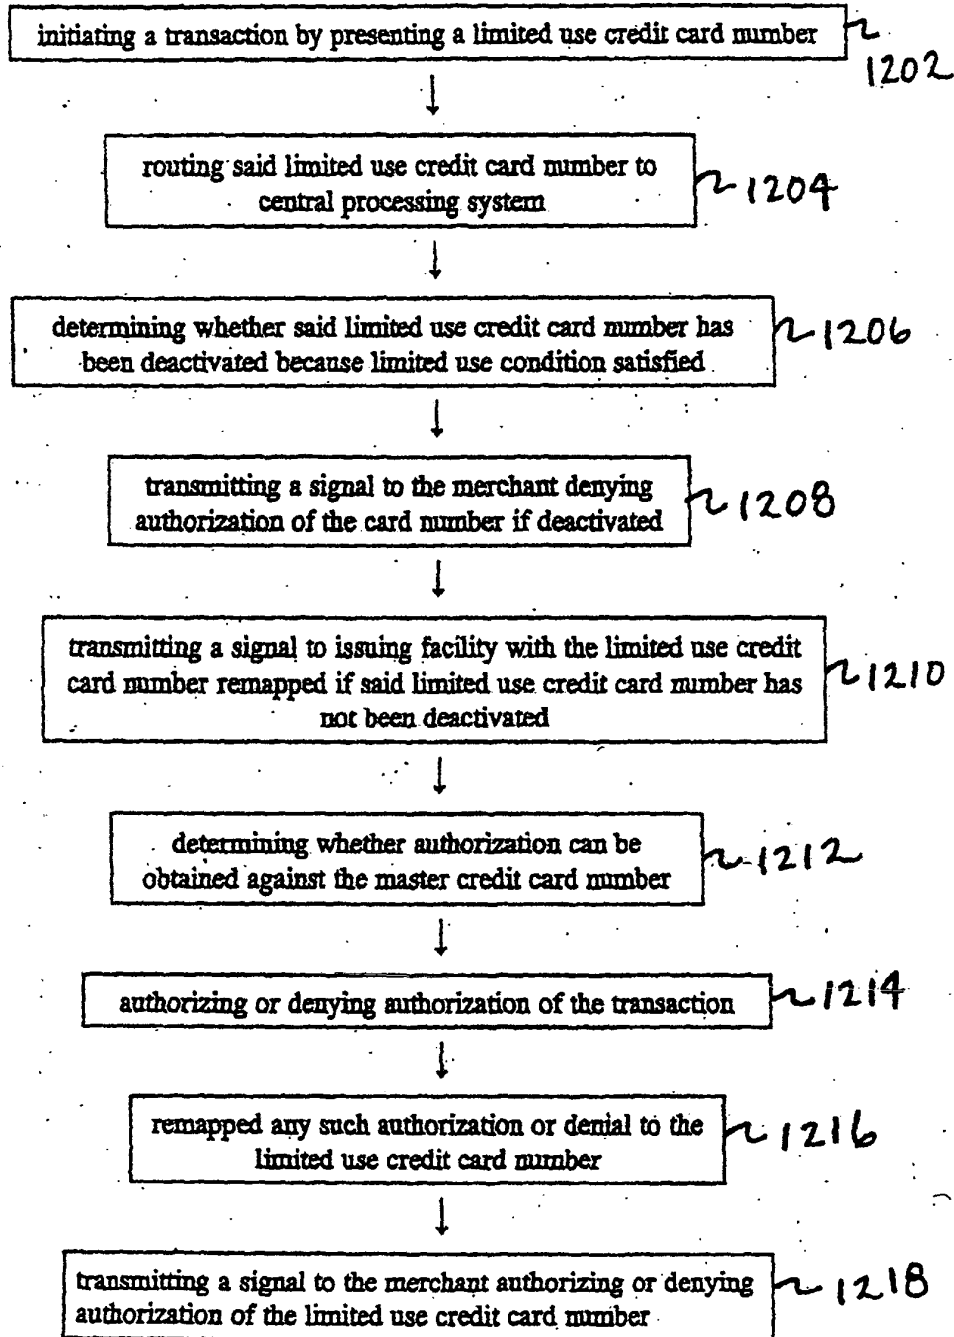 initiating a transaction by presenting a limited use credit card number
1202
routing said limited use credit card number to
central processing system
1204
determining whether said limited use credit card number has
been deactivated because limited use condition satisfied
1206
transmitting a signal to the merchant denying
authorization of the card number if deactivated
1208
transmitting a signal to issuing facility with the limited use credit
card number remapped if said limited use credit card number has
not been deactivated
1210
determining whether authorization can be
obtained against the master credit card number
1212
authorizing or denying authorization of the transaction
1214
remapped any such authorization or denial to the
limited use credit card number
1216
transmitting a signal to the merchant authorizing or denying
authorization of the limited use credit card number
1218